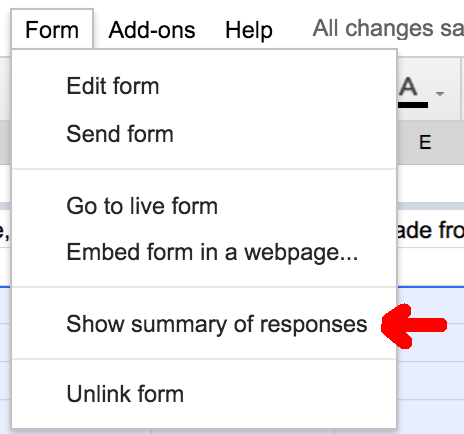 Form Add-ons Help All changes sa
Edit form
A
Send form
E
Go to live form
e, ade fro
Embed form in a webpage...
Show summary of responses
Unlink form